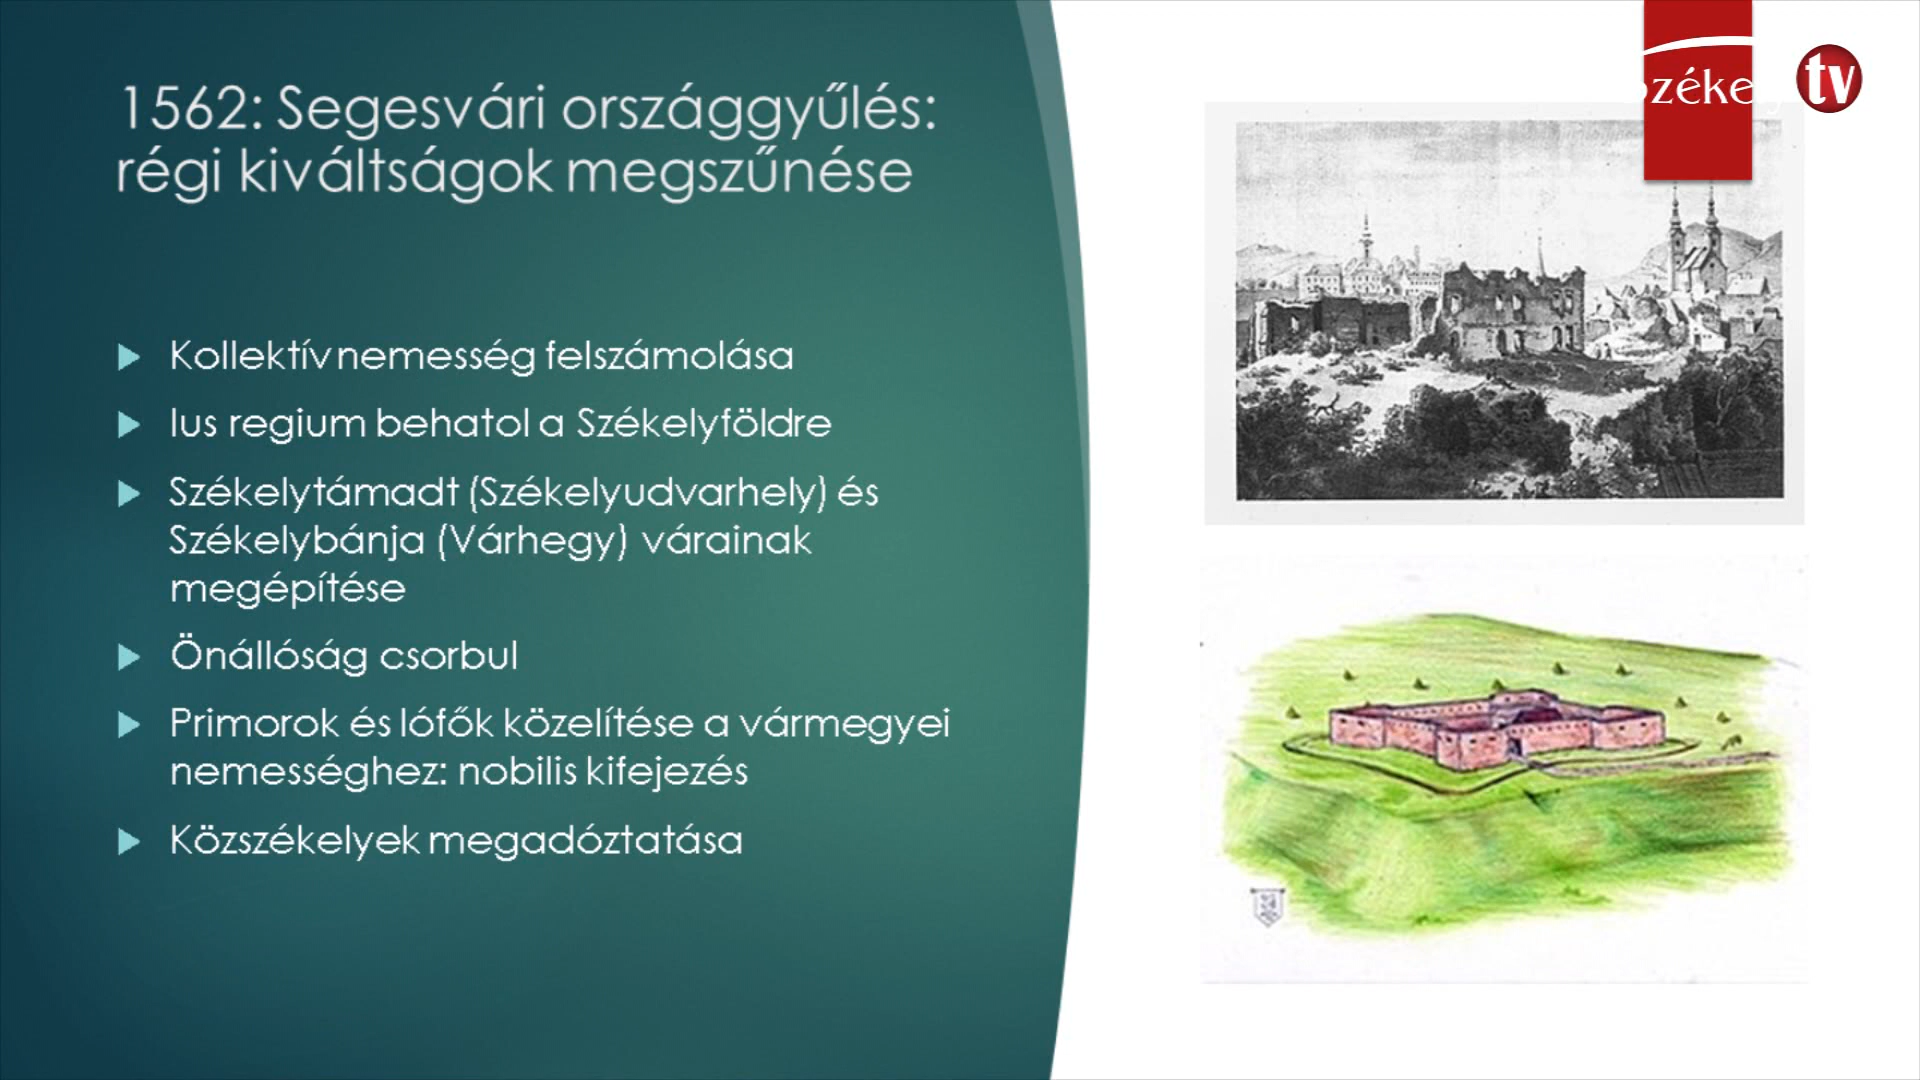 1562: Segesvári országgyűlés:
régi kiváltságok megszűnése
Kollektív nemesség felszámolása
Ius regium behatol a Székelyföldre
Székelytámadt (Székelyudvarhely) és
Székelybánja (Várhegy) várainak
megépítése
Önállóság csorbul
Primorok és lófők közelítése a vármegyei
nemességhez: nobilis kifejezés
Közszékelyek megadóztatása
tv